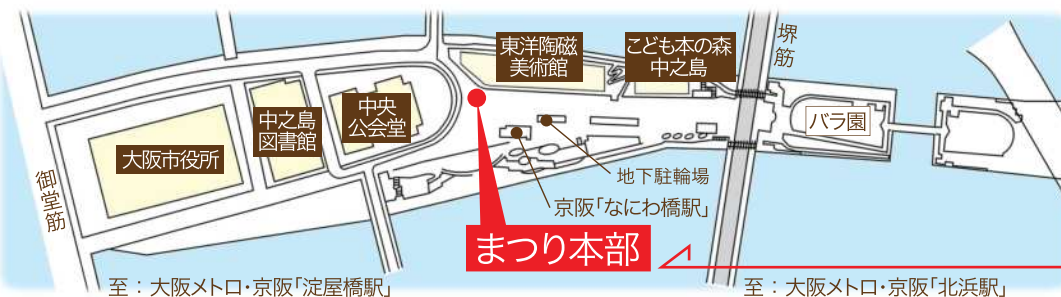 東洋陶磁
美術館
こども本の森
中之島
堺
筋
中之島
図書館
中央
公会堂
バラ園
大阪市役所
御
堂
筋
地下駐輪場
京阪「なにわ橋駅」
まつり本部
至：大阪メトロ・京阪「淀屋橋駅」
至：大阪メトロ・京阪「北浜駅」